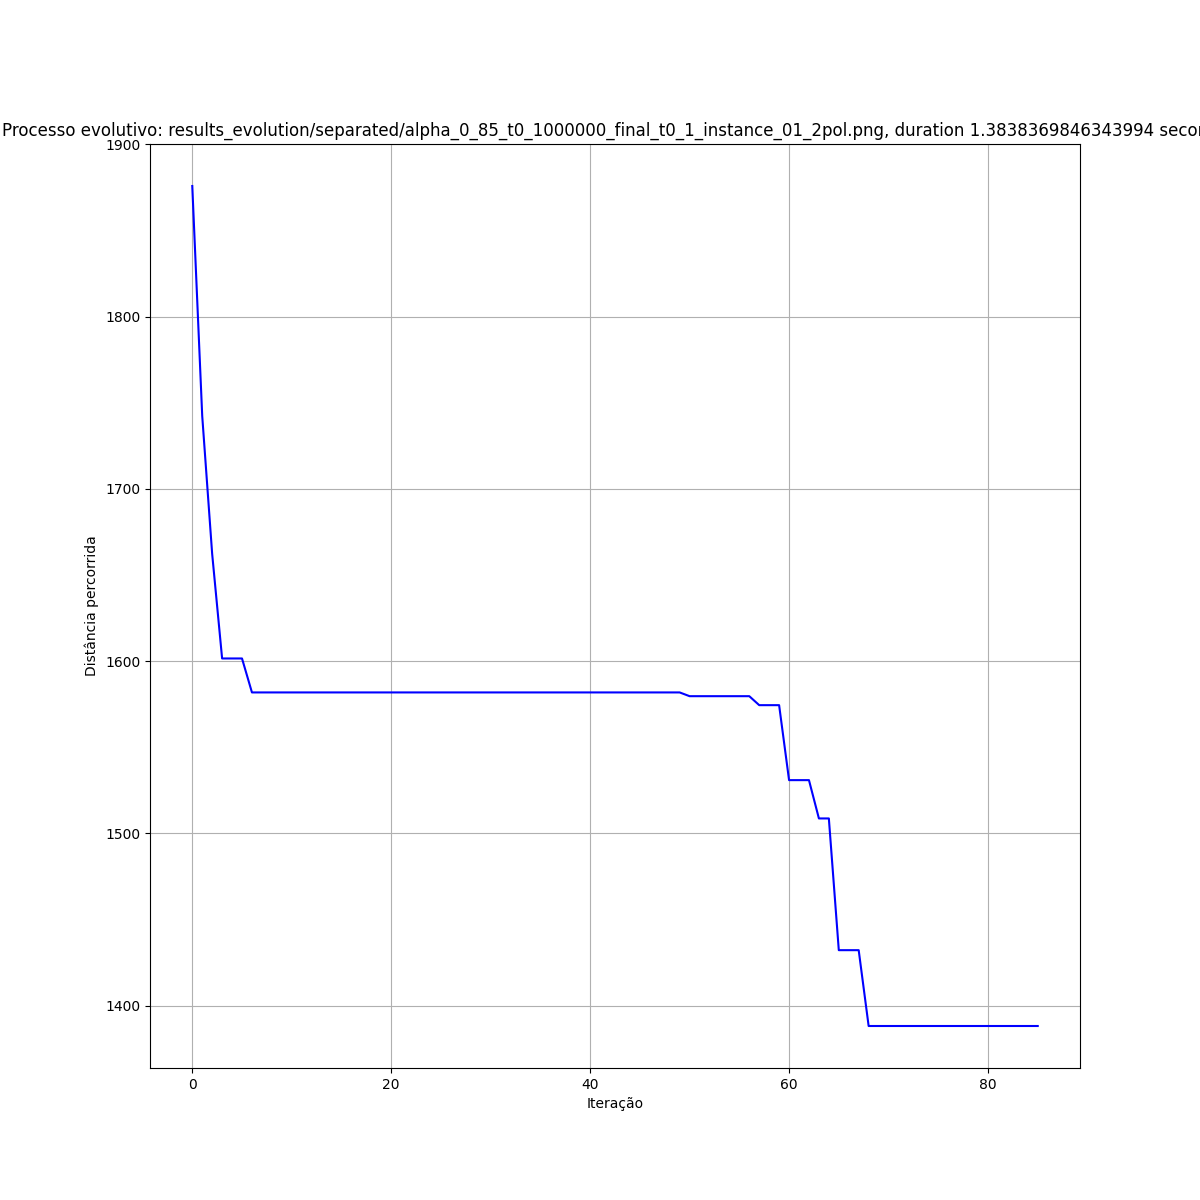 Processo evolutivo: results_evolution/separated/alpha_0_85_t0_1000000_final_t0_1_instance_01_2pol.png, duration 1.3838369846343994
1900
1800
1700
1600
1500
1400
Distância percorrida
0 20 40 60 80
Iteração